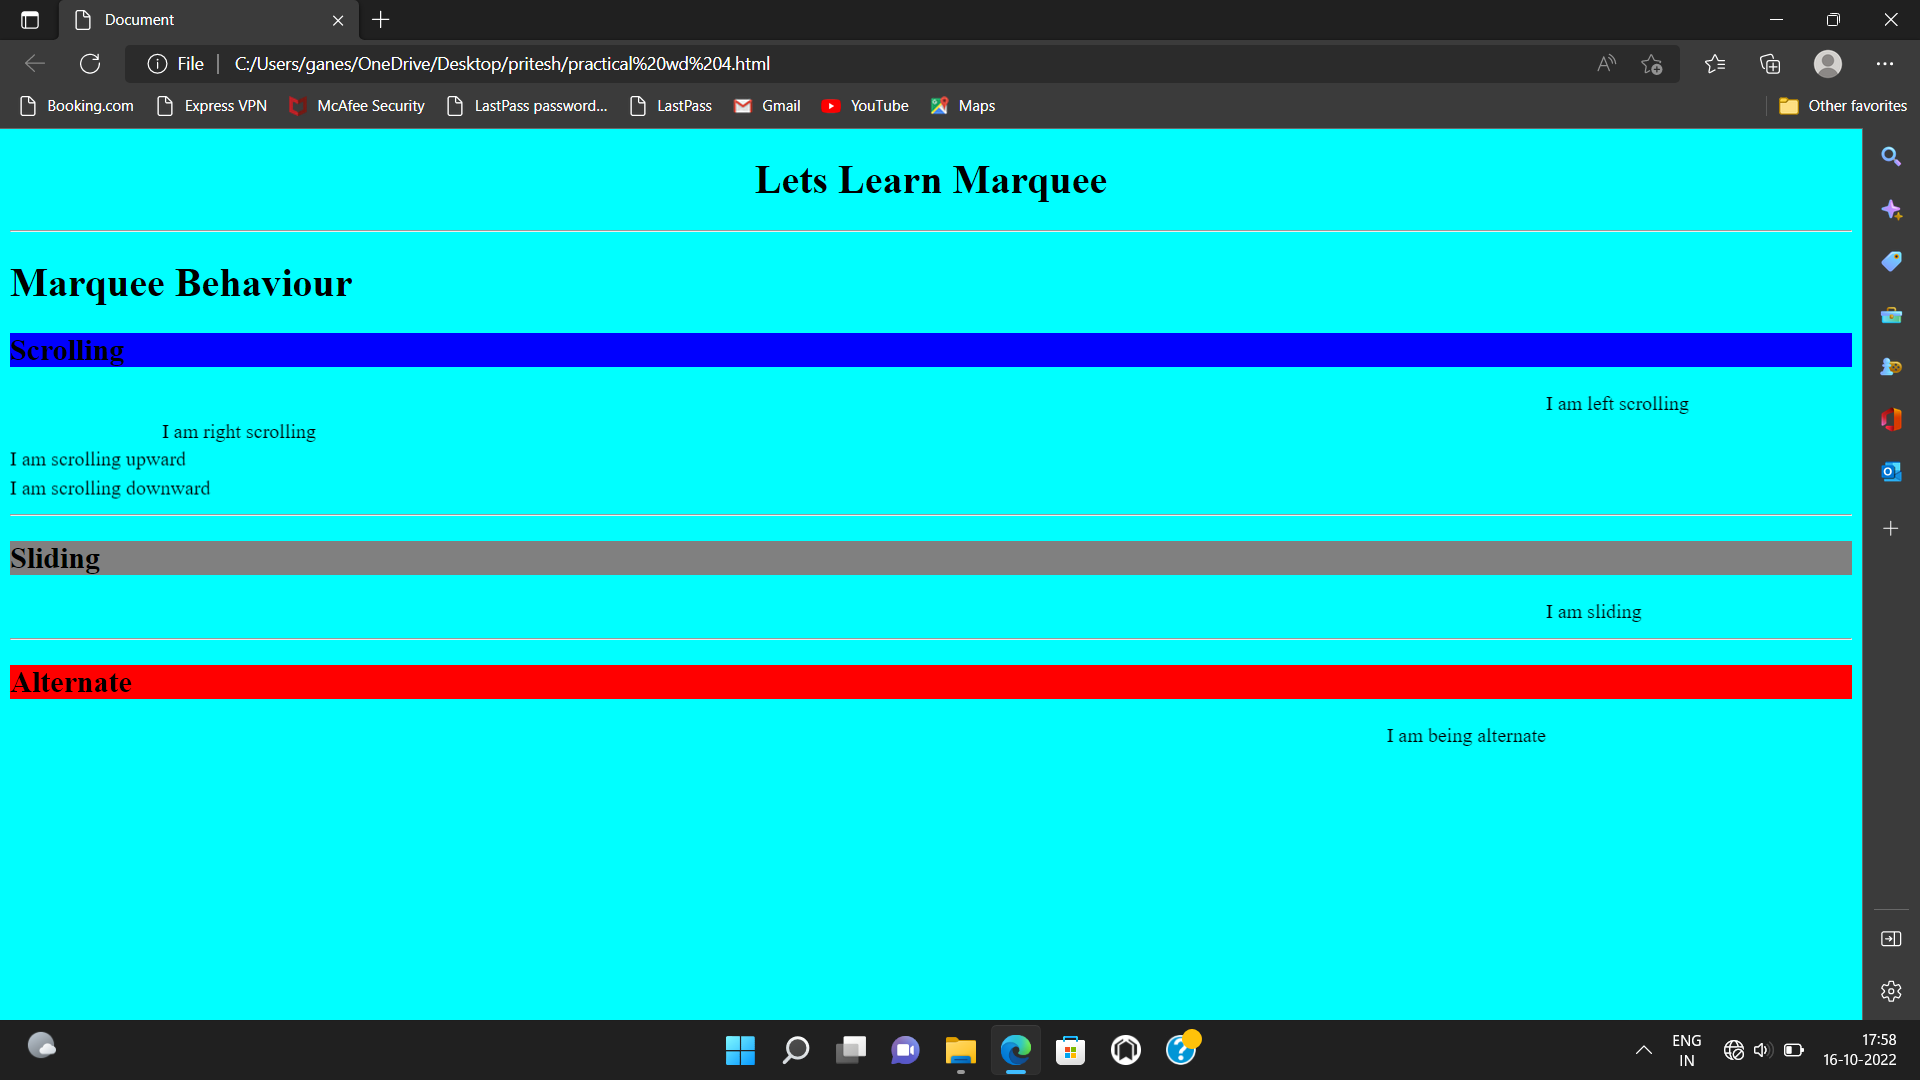 Document
File C:/Users/ganes/OneDrive/Desktop/pritesh/practical%20wd%204.html
Booking.com Express VPN McAfee Security LastPass password... LastPass Gmail YouTube Maps Other favorites
Lets Learn Marquee
Marquee Behaviour
Scrolling
I am left scrolling
I am right scrolling
I am scrolling upward
I am scrolling downward
Sliding
I am sliding
Alternate
I am being alternate
ENG 17:58
IN 16-10-2022